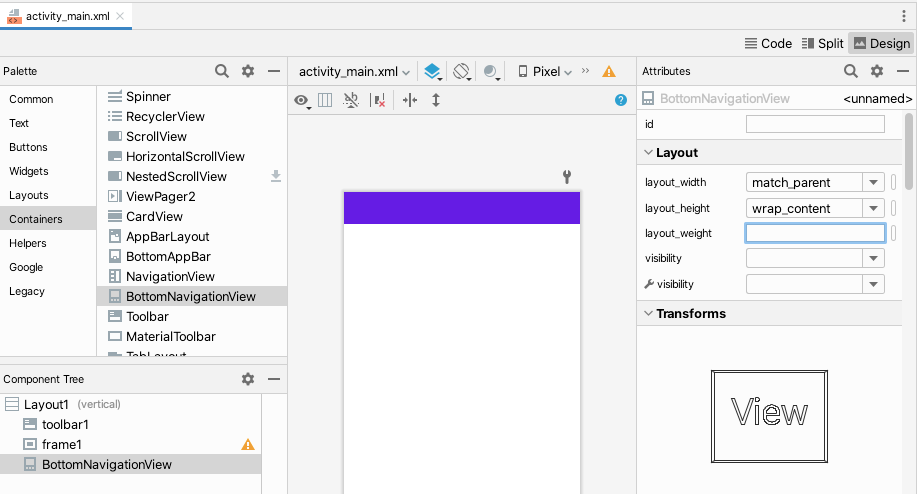 activity_main.xml
Code Split Design
Palette
activity_main.xml Pixel
Attributes
Common
Text
Buttons
Widgets
Layouts
Containers
Helpers
Google
Legacy
Spinner
RecyclerView
ScrollView
HorizontalScrollView
NestedScrollView
ViewPager2
CardView
AppBarLayout
BottomAppBar
NavigationView
BottomNavigationView
Toolbar
MaterialToolbar
TabLayout
Component Tree
Layout1 (vertical)
toolbar1
frame1
BottomNavigationView
BottomNavigationView <unnamed>
id
Layout
layout_width match_parent
layout_height wrap_content
layout_weight
visibility
visibility
Transforms
View